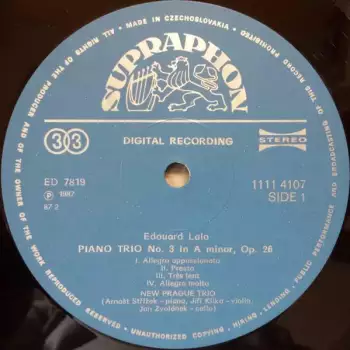 ALL RIGHTS OF THE PRODUCER AND OF THE OWNER OF THE WORK REPRODUCED RESERVED • UNAUTHORIZED COPYING • HIRING • LENDING • PUBLIC PERFORMANCE AND BROADCASTING OF THIS RECORD PROHIBITED • MADE IN CZECHOSLOVAKIA •
SUPRAPHON
33
DIGITAL RECORDING
STEREO
ED 7819
1111 4107
Ⓟ 1987
SIDE 1
87 2
Edouard Lalo
PIANO TRIO No. 3 in A minor, Op. 26
I. Allegro appassionato
II. Presto
III. Très lent
IV. Allegro molto
NEW PRAGUE TRIO
(Arnošt Střížek - piano, Jiří Klika - violin,
Jan Zvolánek - cello)